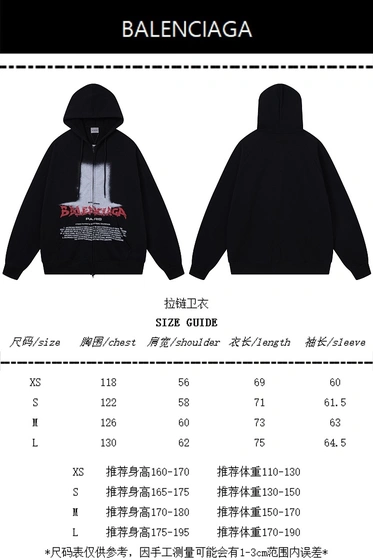 BALENCIAGA
BALENCIAGA
拉链卫衣
SIZE GUIDE
尺码/size 胸围/chest 肩宽/shoulder 衣长/length 袖长/sleeve
XS 118 56 69 60
S 122 58 71 61.5
M 126 60 73 63
L 130 62 75 64.5
XS 推荐身高160-170 推荐体重110-130
S 推荐身高165-175 推荐体重130-150
M 推荐身高170-180 推荐体重150-170
L 推荐身高175-195 推荐体重170-190
*尺码表仅供参考，因手工测量可能会有1-3cm范围内误差*